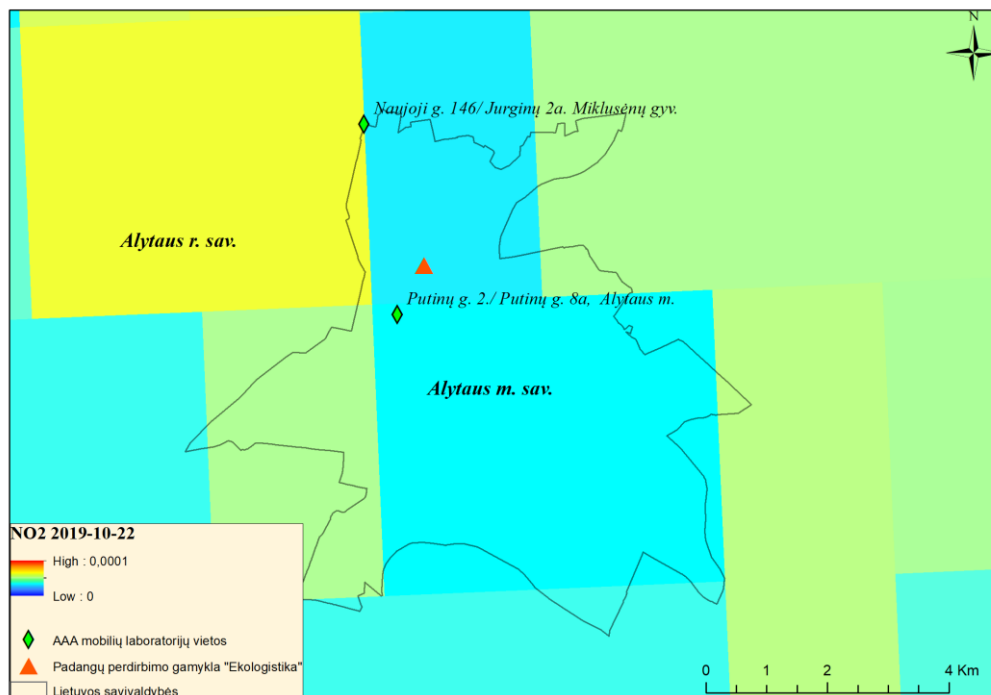 N
Naujoji g. 146/ Jurginų 2a. Miklusėnų gyv.
Alytaus r. sav.
Putinų g. 2./ Putinų g. 8a, Alytaus m.
Alytaus m. sav.
NO2 2019-10-22
High : 0,0001
Low : 0
AAA mobilių laboratorijų vietos
Padangų perdirbimo gamykla "Ekologistika"
Lietuvos savivaldybės
0 1 2 4 Km